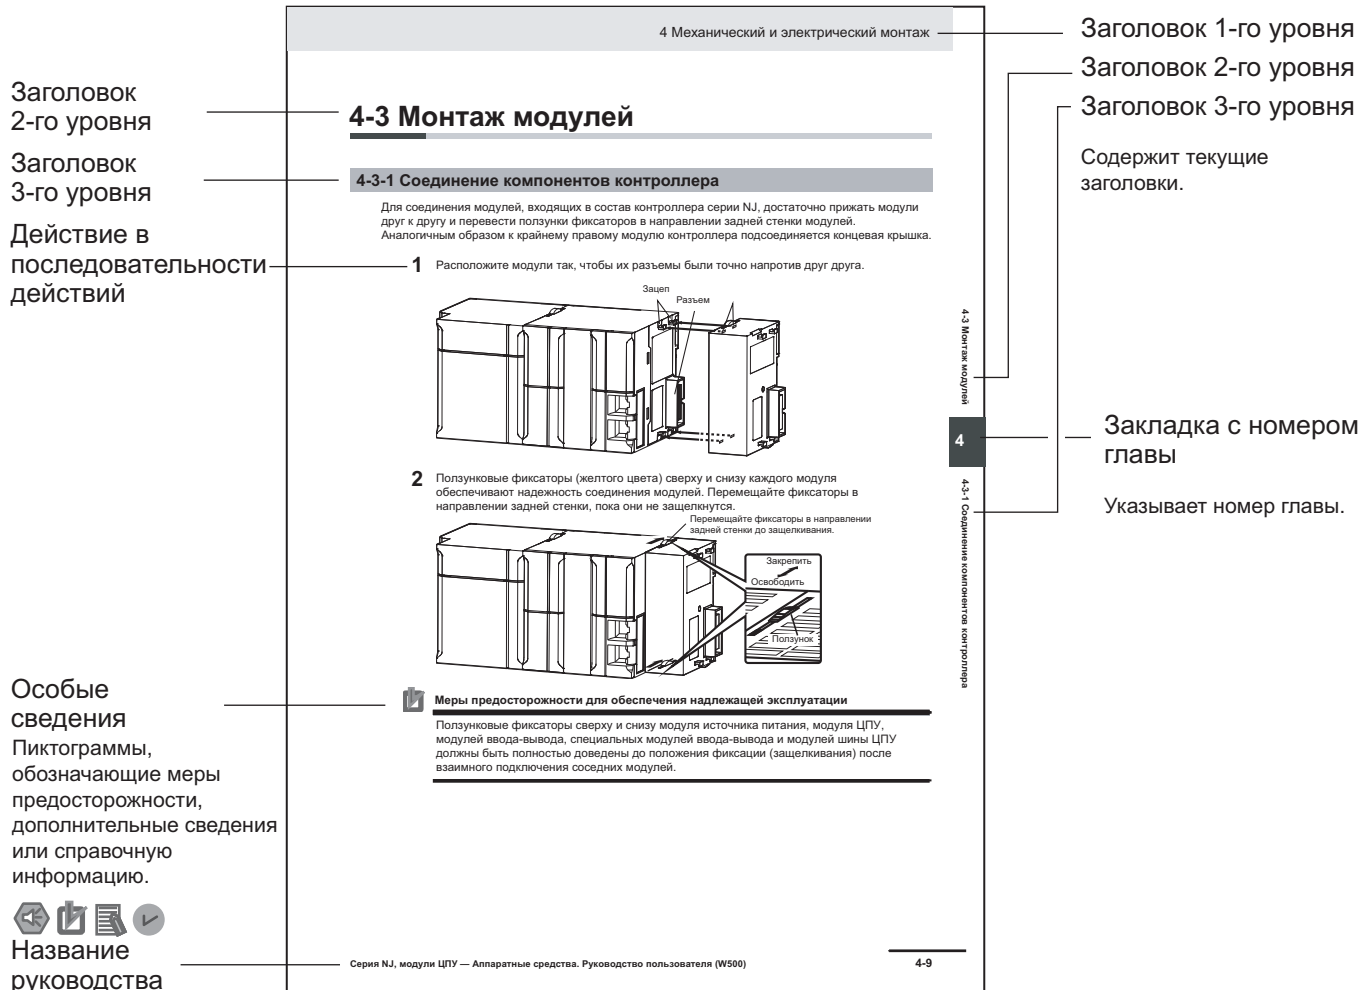 4 Механический и электрический монтаж
Заголовок 1-го уровня
Заголовок 2-го уровня
Заголовок 3-го уровня
Содержит текущие
заголовки.
Заголовок
2-го уровня
4-3 Монтаж модулей
Заголовок
3-го уровня
4-3-1 Соединение компонентов контроллера
Для соединения модулей, входящих в состав контроллера серии NJ, достаточно прижать модули
друг к другу и перевести ползунки фиксаторов в направлении задней стенки модулей.
Аналогичным образом к крайнему правому модулю контроллера подсоединяется концевая крышка.
Действие в
последовательности
действий
1 Расположите модули так, чтобы их разъемы были точно напротив друг друга.
Зацеп
Разъем
4-3 Монтаж модулей
4
4-3-1 Соединение компонентов контроллера
Закладка с номером
главы
Указывает номер главы.
2 Ползунковые фиксаторы (желтого цвета) сверху и снизу каждого модуля
обеспечивают надежность соединения модулей. Перемещайте фиксаторы в
направлении задней стенки, пока они не защелкнутся.
Перемещайте фиксаторы в направлении
задней стенки до защелкивания.
Закрепить
Освободить
Ползунок
Особые
сведения
Пиктограммы,
обозначающие меры
предосторожности,
дополнительные сведения
или справочную
информацию.
Меры предосторожности для обеспечения надлежащей эксплуатации
Ползунковые фиксаторы сверху и снизу модуля источника питания, модуля ЦПУ,
модулей ввода-вывода, специальных модулей ввода-вывода и модулей шины ЦПУ
должны быть полностью доведены до положения фиксации (защелкивания) после
взаимного подключения соседних модулей.
Название
руководства
Серия NJ, модули ЦПУ — Аппаратные средства. Руководство пользователя (W500)
4-9